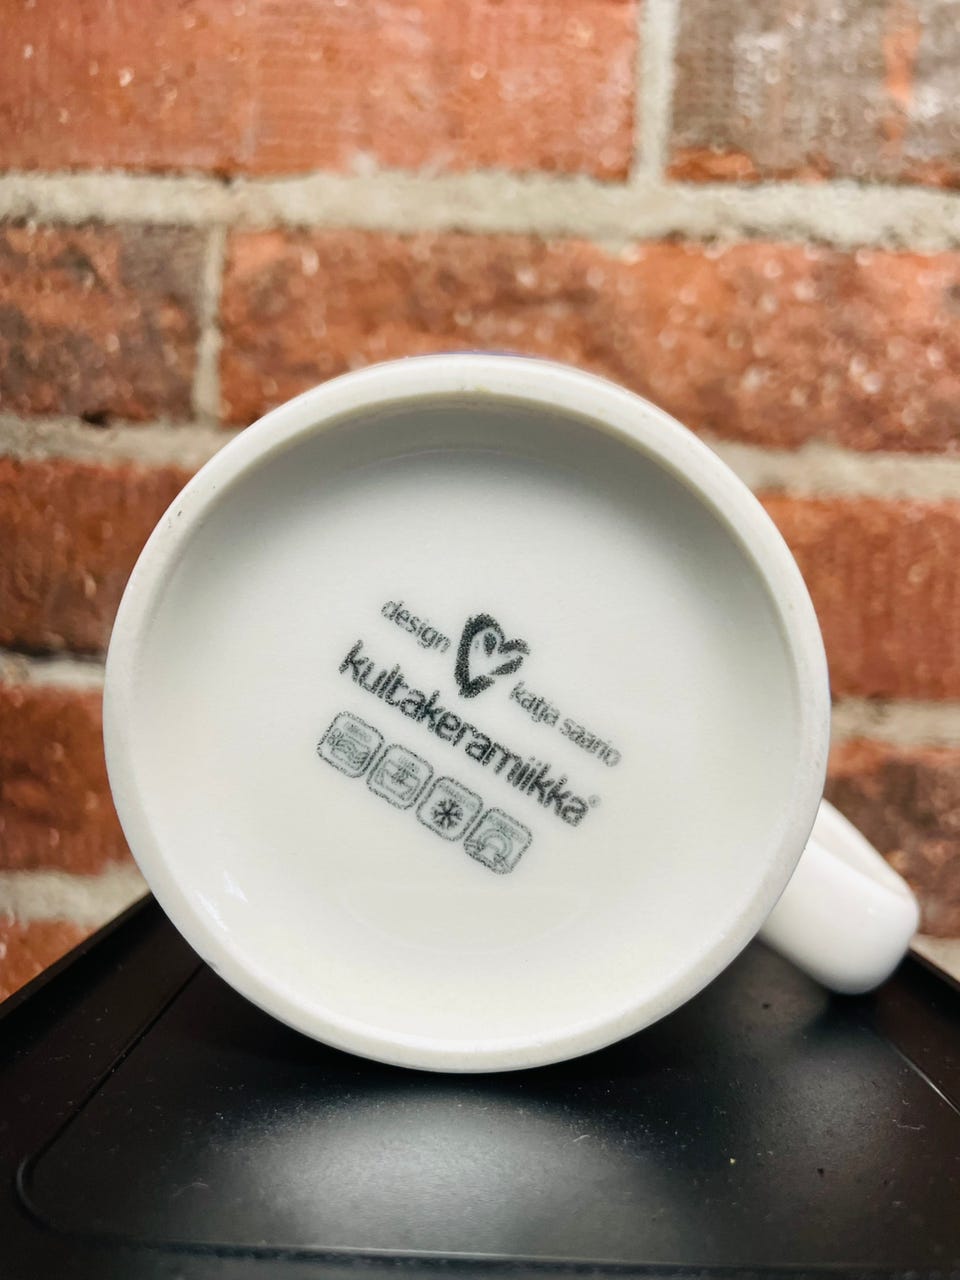 design
katja saario
kultakeramiikka®